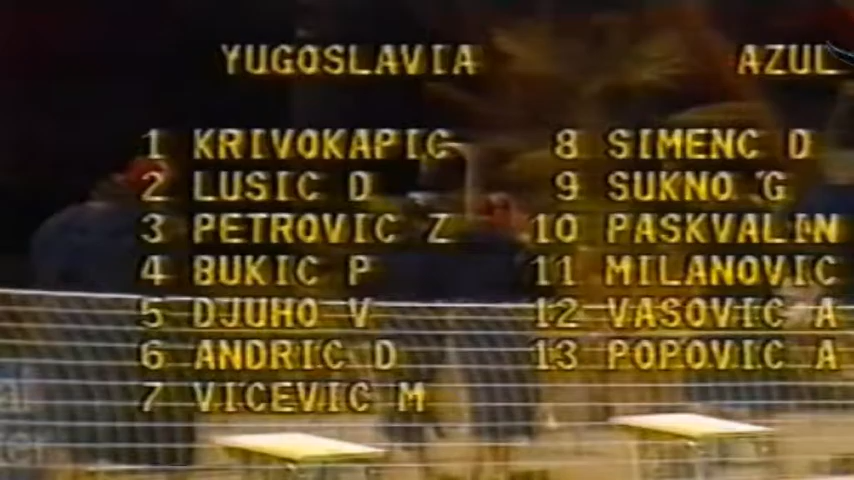 YUGOSLAVIA AZUL
1 KRIVOKAPIC 8 SIMENC D
2 LUSIC D 9 SUKNO G
3 PETROVIC Z 10 PASKVALIN
4 BUKIC P 11 MILANOVIC
5 DJUHO V 12 VASOVIC A
6 ANDRIC D 13 POPOVIC A
7 VICEVIC M